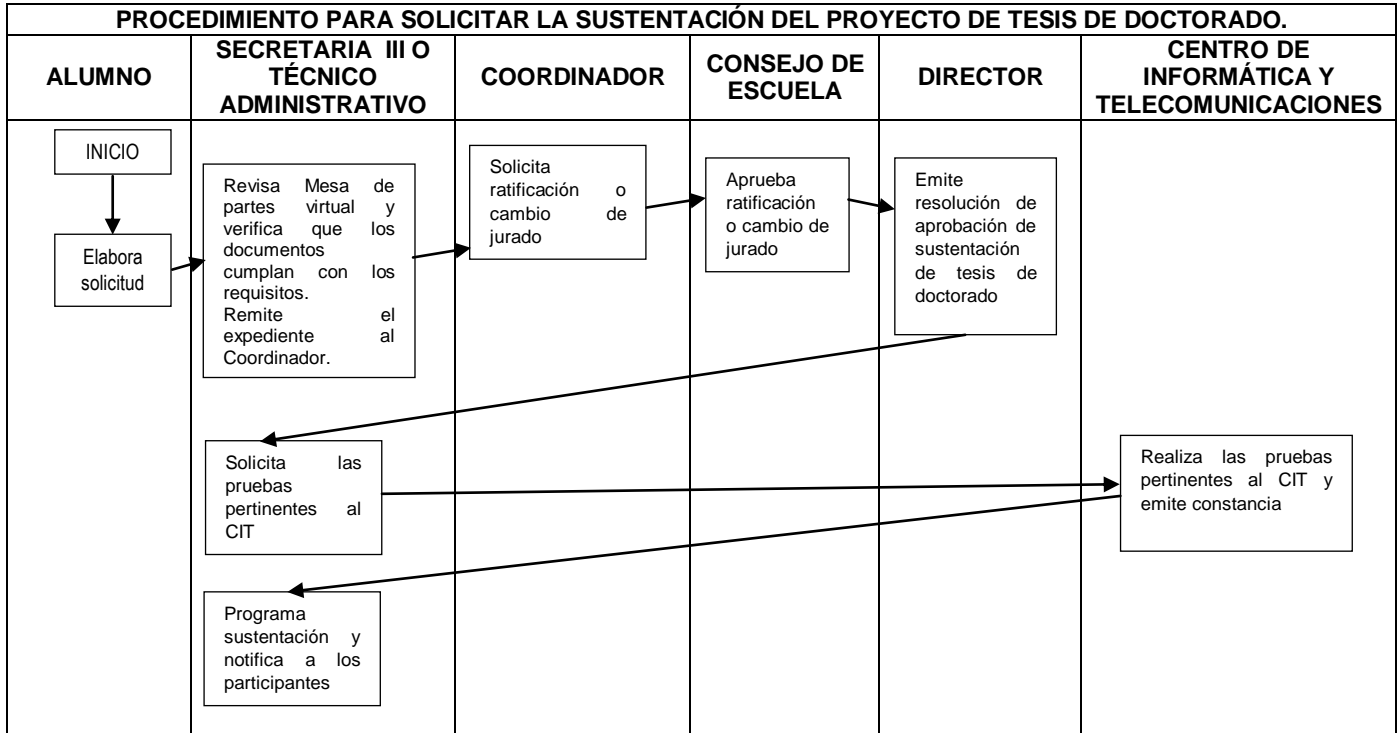 PROCEDIMIENTO PARA SOLICITAR LA SUSTENTACIÓN DEL PROYECTO DE TESIS DE DOCTORADO.
ALUMNO
SECRETARIA III O
TÉCNICO
ADMINISTRATIVO
COORDINADOR
CONSEJO DE
ESCUELA
DIRECTOR
CENTRO DE
INFORMÁTICA Y
TELECOMUNICACIONES
INICIO
Elabora
solicitud
Revisa Mesa de
partes virtual y
verifica que los
documentos
cumplan con los
requisitos.
Remite el
expediente al
Coordinador.
Solicita
ratificación o
cambio de
jurado
Aprueba
ratificación
o cambio de
jurado
Emite
resolución de
aprobación de
sustentación
de tesis de
doctorado
Solicita las
pruebas
pertinentes al
CIT
Realiza las pruebas
pertinentes al CIT y
emite constancia
Programa
sustentación y
notifica a los
participantes